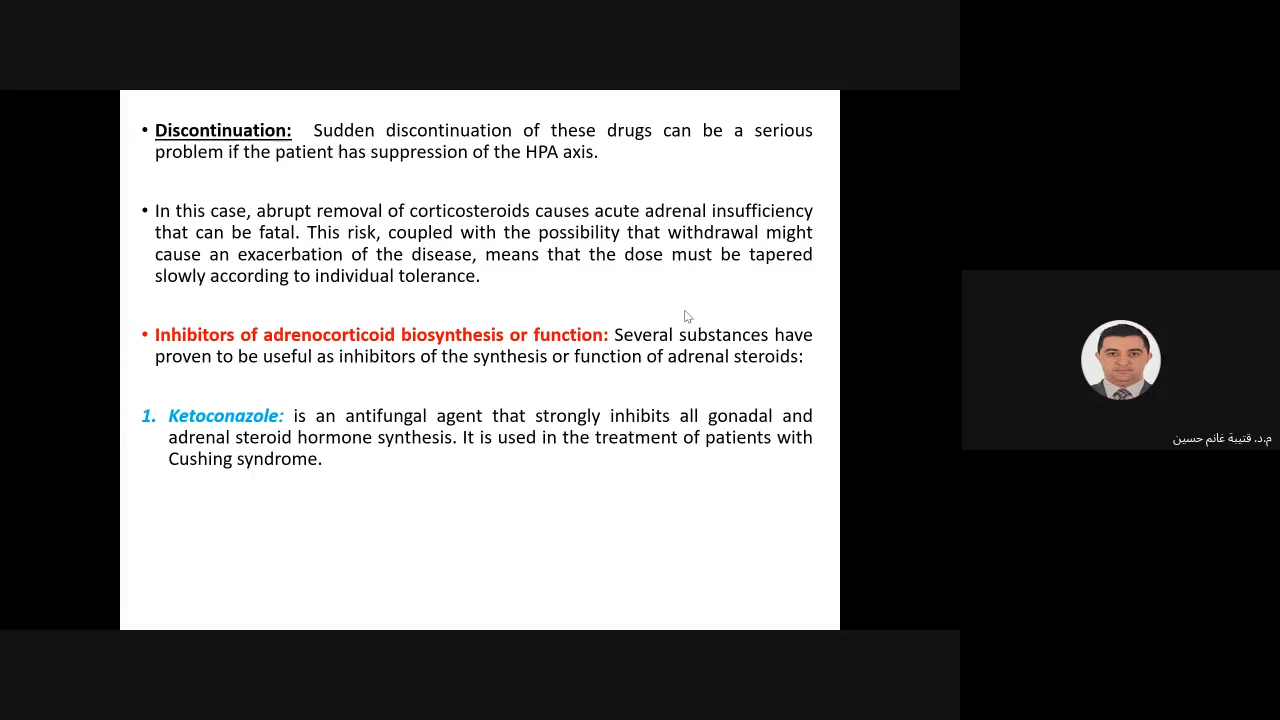 • Discontinuation: Sudden discontinuation of these drugs can be a serious
problem if the patient has suppression of the HPA axis.
• In this case, abrupt removal of corticosteroids causes acute adrenal insufficiency
that can be fatal. This risk, coupled with the possibility that withdrawal might
cause an exacerbation of the disease, means that the dose must be tapered
slowly according to individual tolerance.
• Inhibitors of adrenocorticoid biosynthesis or function: Several substances have
proven to be useful as inhibitors of the synthesis or function of adrenal steroids:
1. Ketoconazole: is an antifungal agent that strongly inhibits all gonadal and
adrenal steroid hormone synthesis. It is used in the treatment of patients with
Cushing syndrome.
م.د. قتيبة غانم حسين